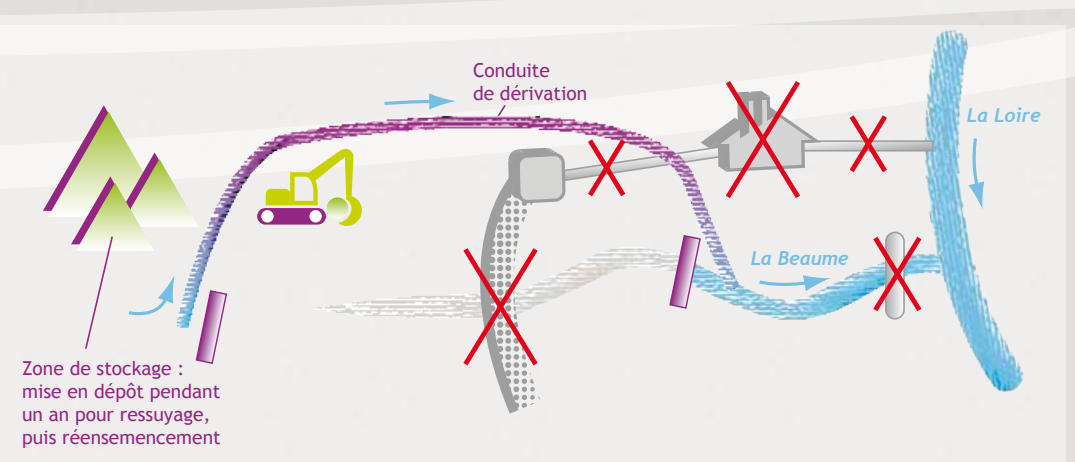 Conduite
de dérivation
La Loire
La Beaume
Zone de stockage :
mise en dépôt pendant
un an pour ressuyage,
puis réensemencement